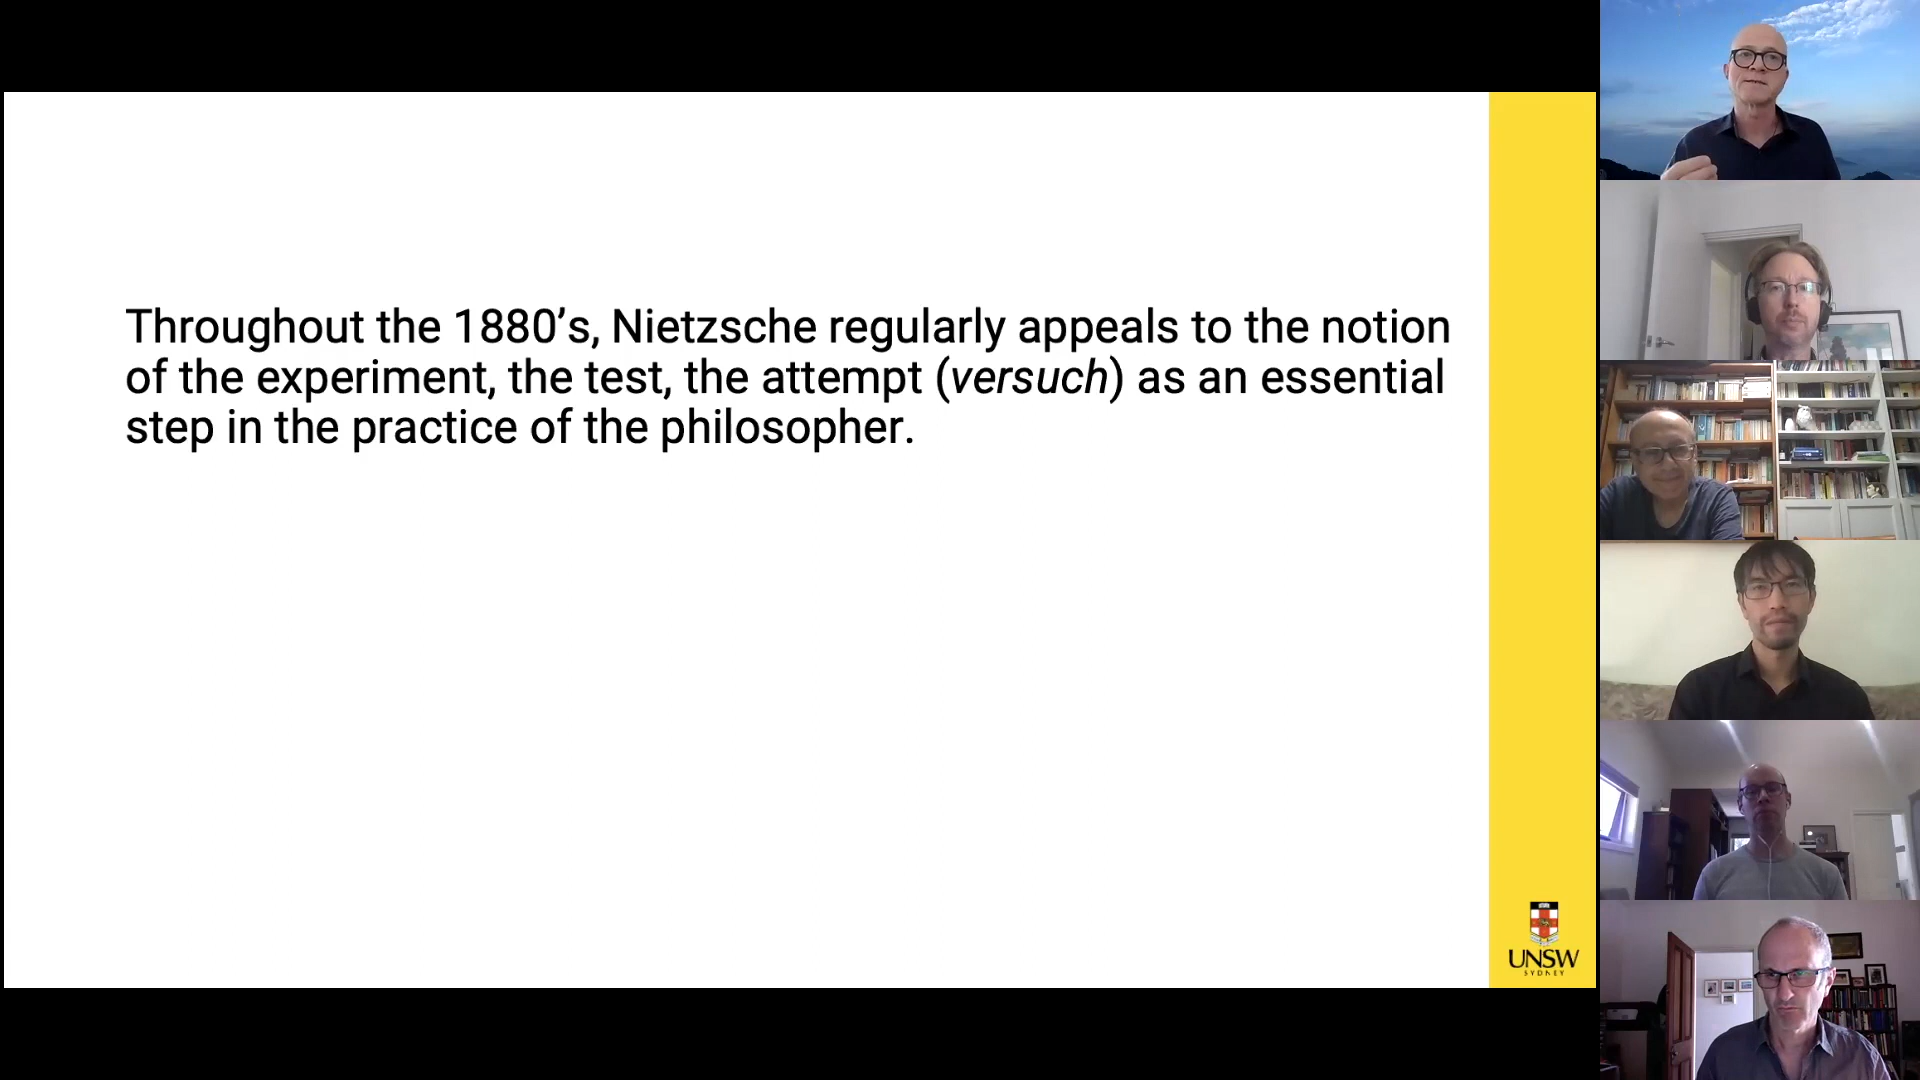 Throughout the 1880’s, Nietzsche regularly appeals to the notion
of the experiment, the test, the attempt (versuch) as an essential
step in the practice of the philosopher.
UNSW
SYDNEY